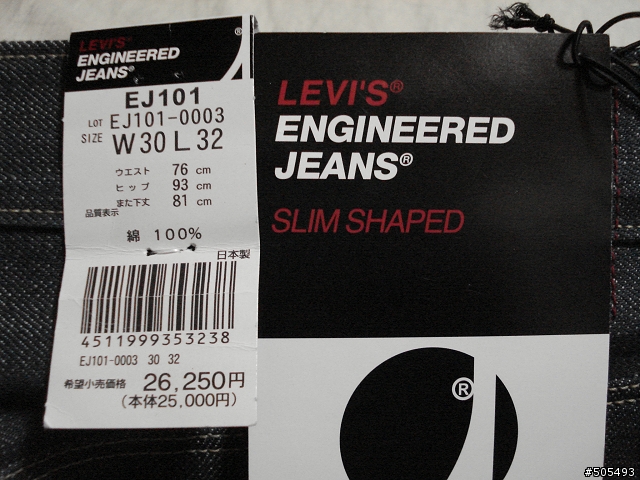 LEVI'S®
ENGINEERED
JEANS®
EJ101
LOT EJ101-0003
SIZE W30 L32
ウエスト 76 cm
ヒップ 93 cm
また下丈 81 cm
品質表示
綿 100%
日本製
4511999353238
EJ101-0003 30 32
希望小売価格 26,250円
(本体25,000円)
LEVI'S®
ENGINEERED
JEANS®
SLIM SHAPED
®
#505493